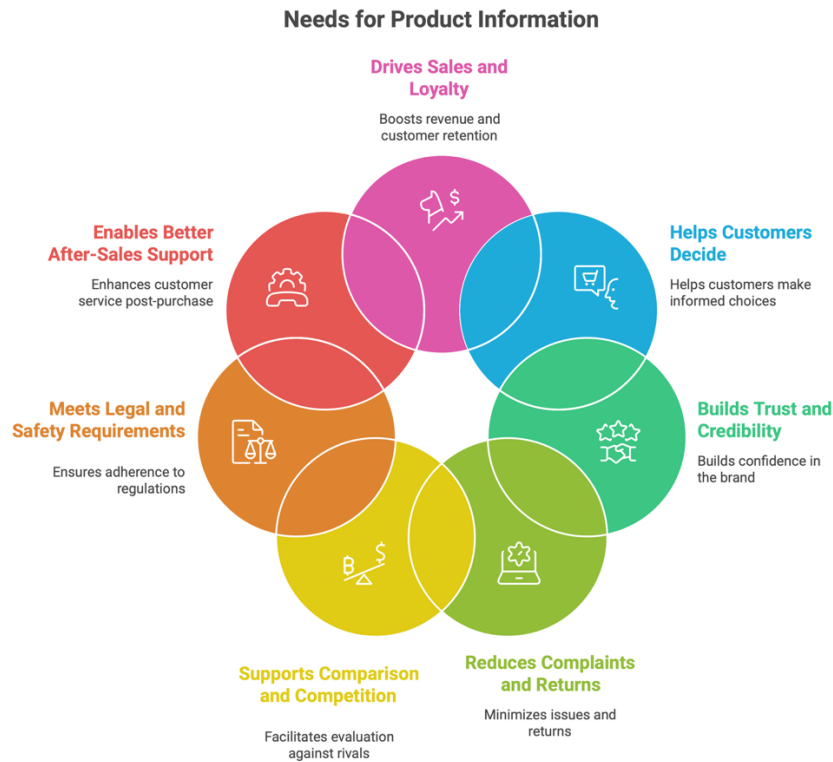 Needs for Product Information
Drives Sales and
Loyalty
Boosts revenue and
customer retention
Enables Better
After-Sales Support
Enhances customer
service post-purchase
Helps Customers
Decide
Helps customers make
informed choices
Meets Legal and
Safety Requirements
Ensures adherence to
regulations
Builds Trust and
Credibility
Builds confidence in
the brand
Supports Comparison
and Competition
Facilitates evaluation
against rivals
Reduces Complaints
and Returns
Minimizes issues and
returns